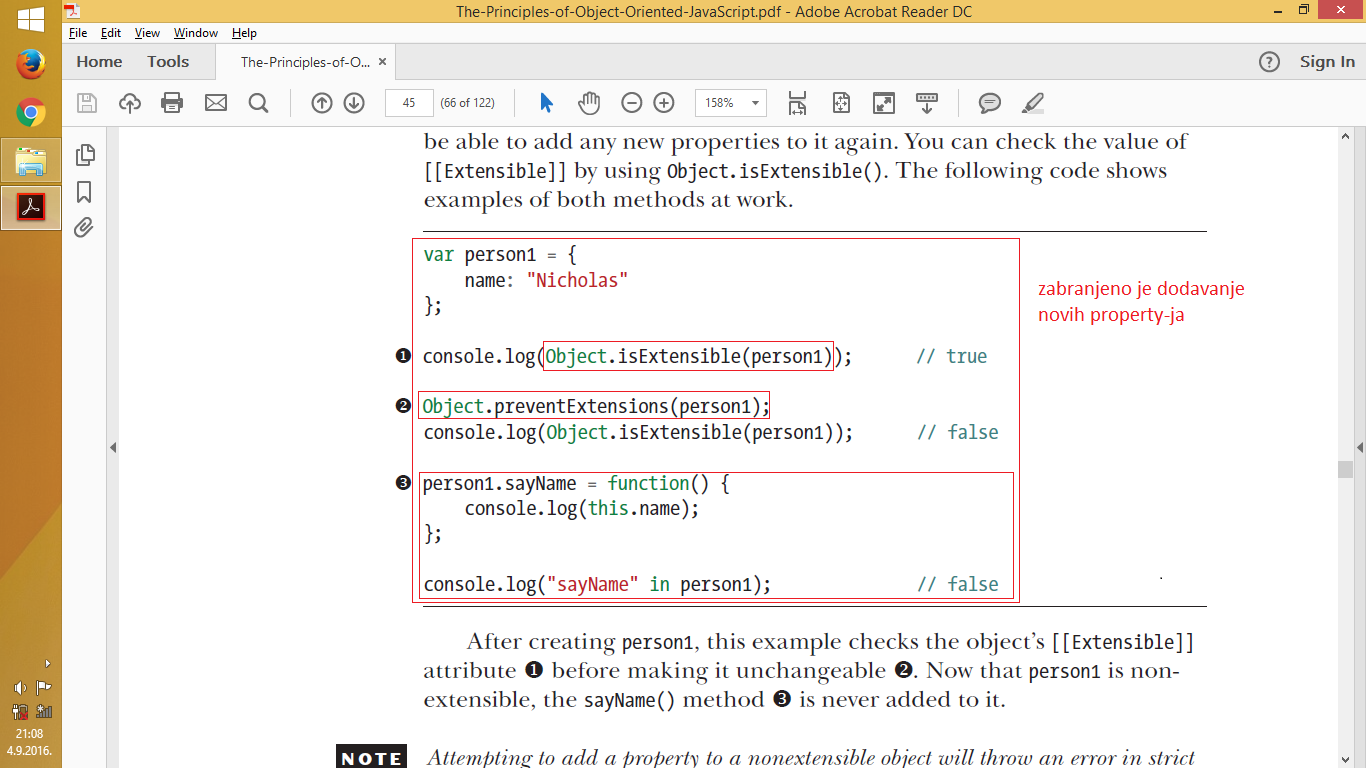 The-Principles-of-Object-Oriented-JavaScript.pdf - Adobe Acrobat Reader DC
File Edit View Window Help
Home Tools The-Principles-of-O... × ? Sign In
45 (66 of 122) 158%
be able to add any new properties to it again. You can check the value of
[[Extensible]] by using Object.isExtensible(). The following code shows
examples of both methods at work.
var person1 = {
name: "Nicholas"
};
zabranjeno je dodavanje
novih property-ja
❶ console.log(Object.isExtensible(person1)); // true
❷ Object.preventExtensions(person1);
console.log(Object.isExtensible(person1)); // false
❸ person1.sayName = function() {
console.log(this.name);
};
console.log("sayName" in person1); // false
After creating person1, this example checks the object's [[Extensible]]
attribute ❶ before making it unchangeable ❷. Now that person1 is non-
extensible, the sayName() method ❸ is never added to it.
NOTE Attempting to add a property to a nonextensible object will throw an error in strict
21:08
4.9.2016.